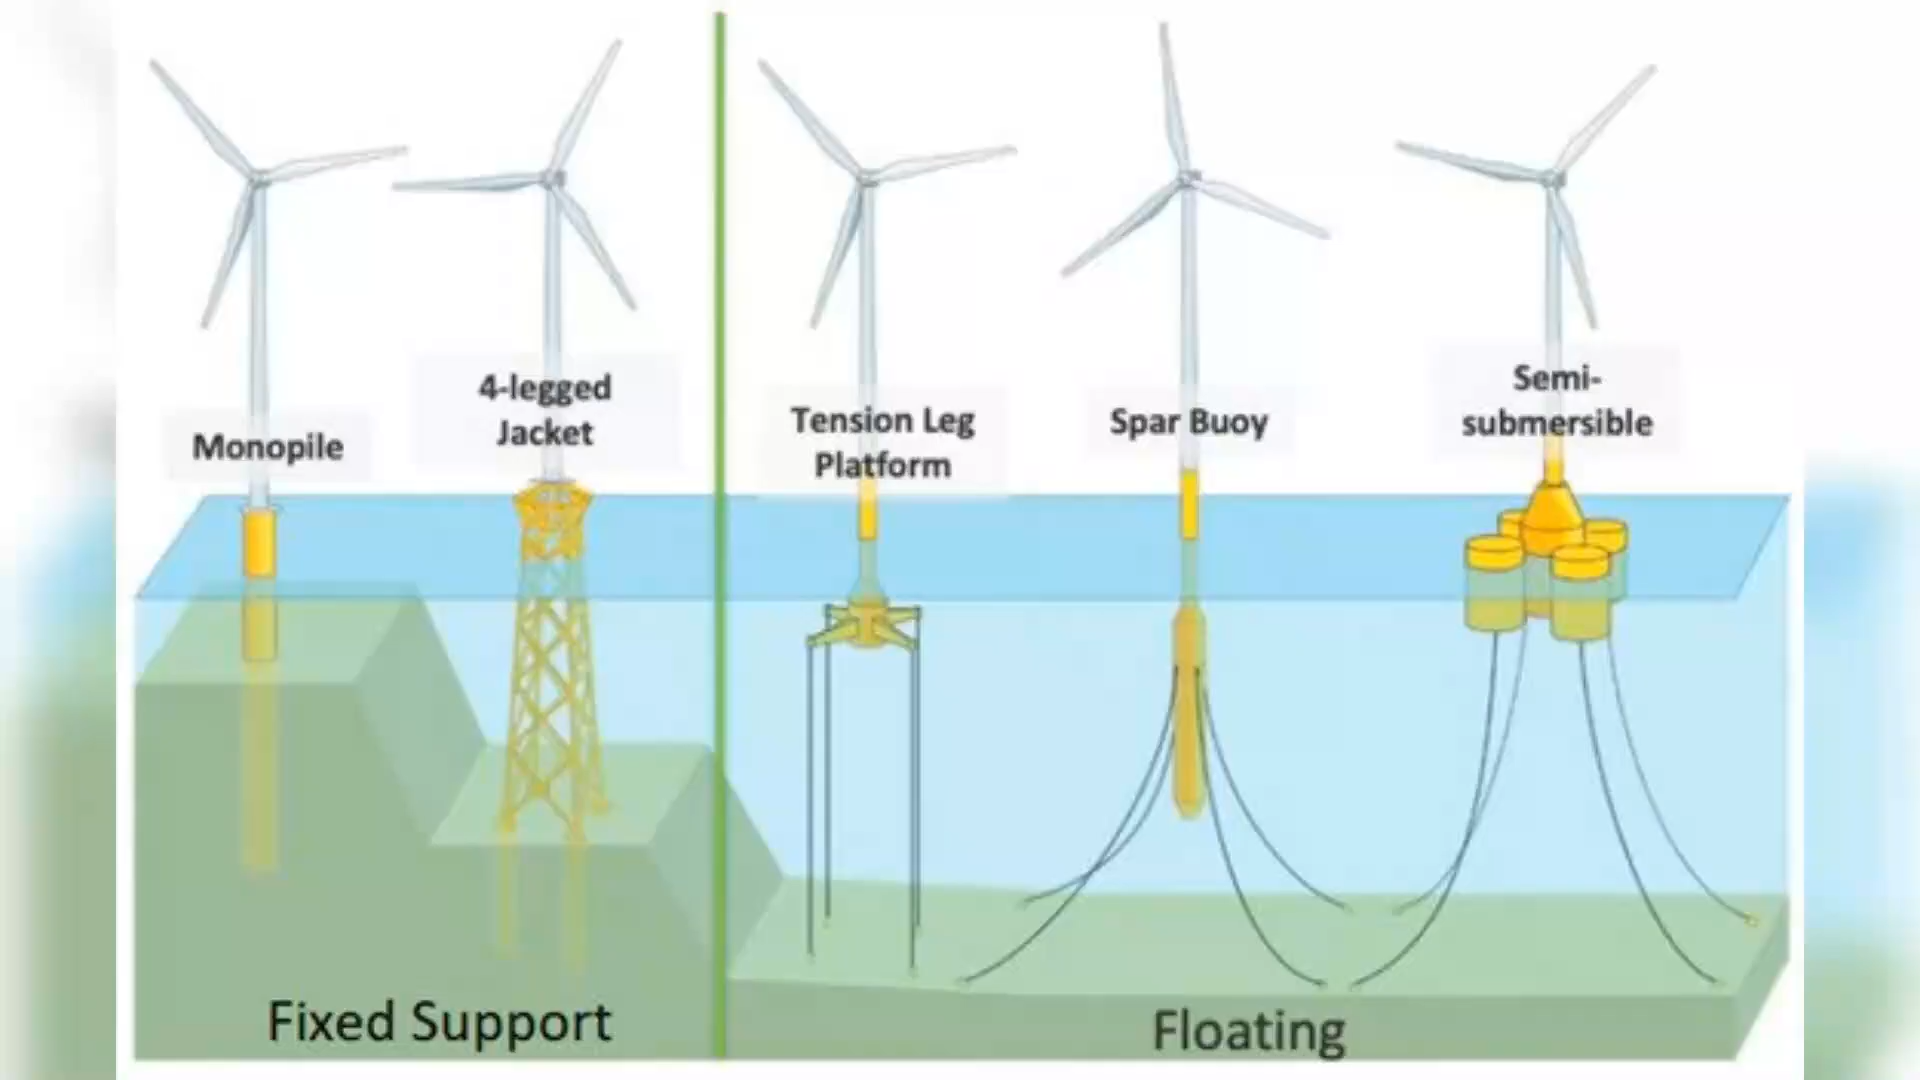 Monopile
4-legged
Jacket
Tension Leg
Platform
Spar Buoy
Semi-
submersible
Fixed Support
Floating